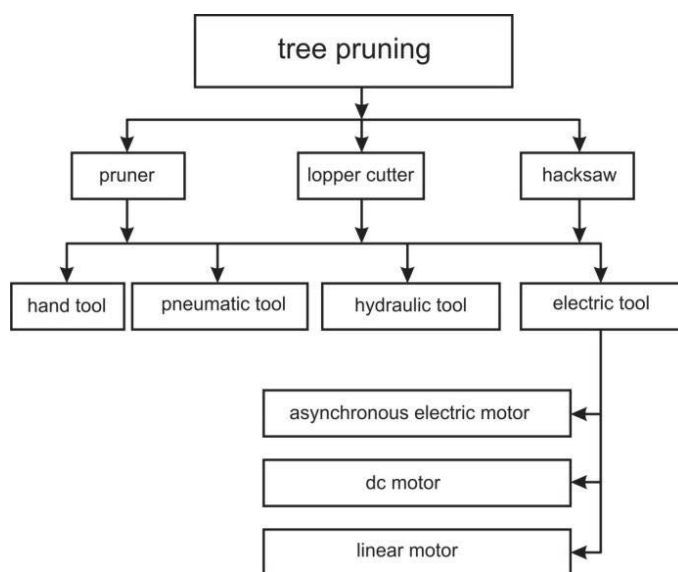 tree pruning
pruner
lopper cutter
hacksaw
hand tool
pneumatic tool
hydraulic tool
electric tool
asynchronous electric motor
dc motor
linear motor